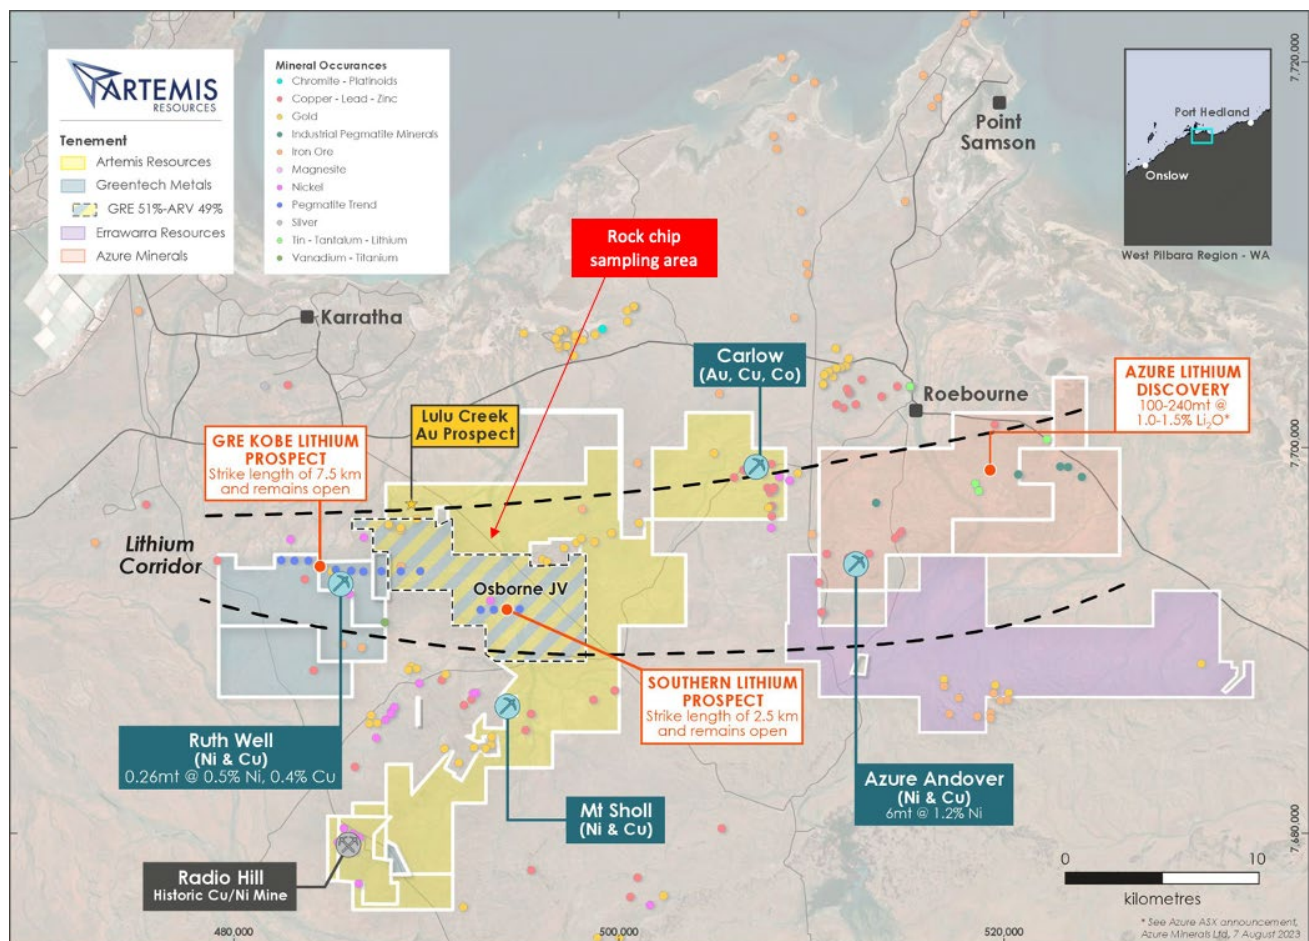 ARTEMIS
RESOURCES
Tenement
Artemis Resources
Greentech Metals
GRE 51%-ARV 49%
Errawarra Resources
Azure Minerals
Mineral Occurances
Chromite - Platinoids
Copper - Lead - Zinc
Gold
Industrial Pegmatite Minerals
Iron Ore
Magnesite
Nickel
Pegmatite Trend
Silver
Tin - Tantalum - Lithium
Vanadium - Titanium
Rock chip
sampling area
Point
Samson
Port Hedland
Onslow
West Pilbara Region - WA
7,720,000
Karratha
Carlow
(Au, Cu, Co)
Roebourne
AZURE LITHIUM
DISCOVERY
100-240mt @
1.0-1.5% Li₂O*
Lulu Creek
Au Prospect
GRE KOBE LITHIUM
PROSPECT
Strike length of 7.5 km
and remains open
7,700,000
Lithium
Corridor
Osborne JV
SOUTHERN LITHIUM
PROSPECT
Strike length of 2.5 km
and remains open
Ruth Well
(Ni & Cu)
0.26mt @ 0.5% Ni, 0.4% Cu
Mt Sholl
(Ni & Cu)
Azure Andover
(Ni & Cu)
6mt @ 1.2% Ni
7,680,000
Radio Hill
Historic Cu/Ni Mine
0 10
kilometres
* See Azure ASX announcement,
Azure Minerals Ltd, 7 August 2023
480,000 500,000 520,000